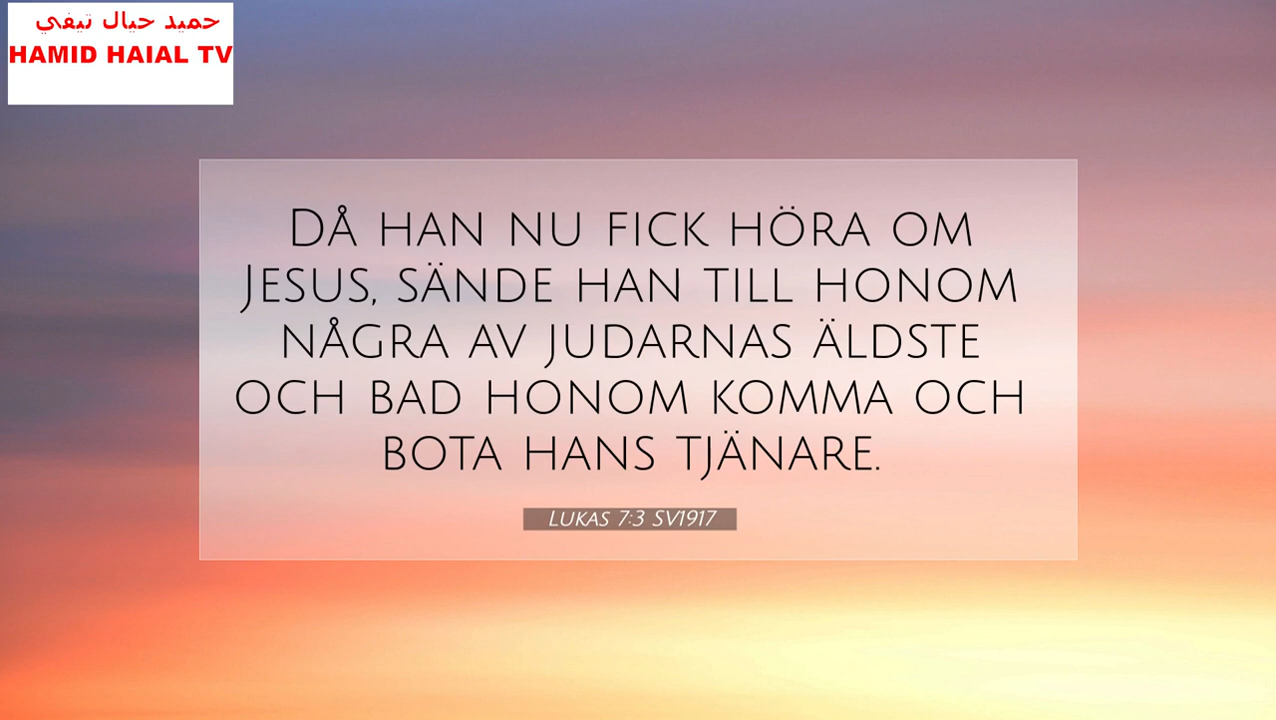 حميد حيال تيفي
HAMID HAIAL TV
Då han nu fick höra om
Jesus, sände han till honom
några av judarnas äldste
och bad honom komma och
bota hans tjänare.
Lukas 7:3 SV1917